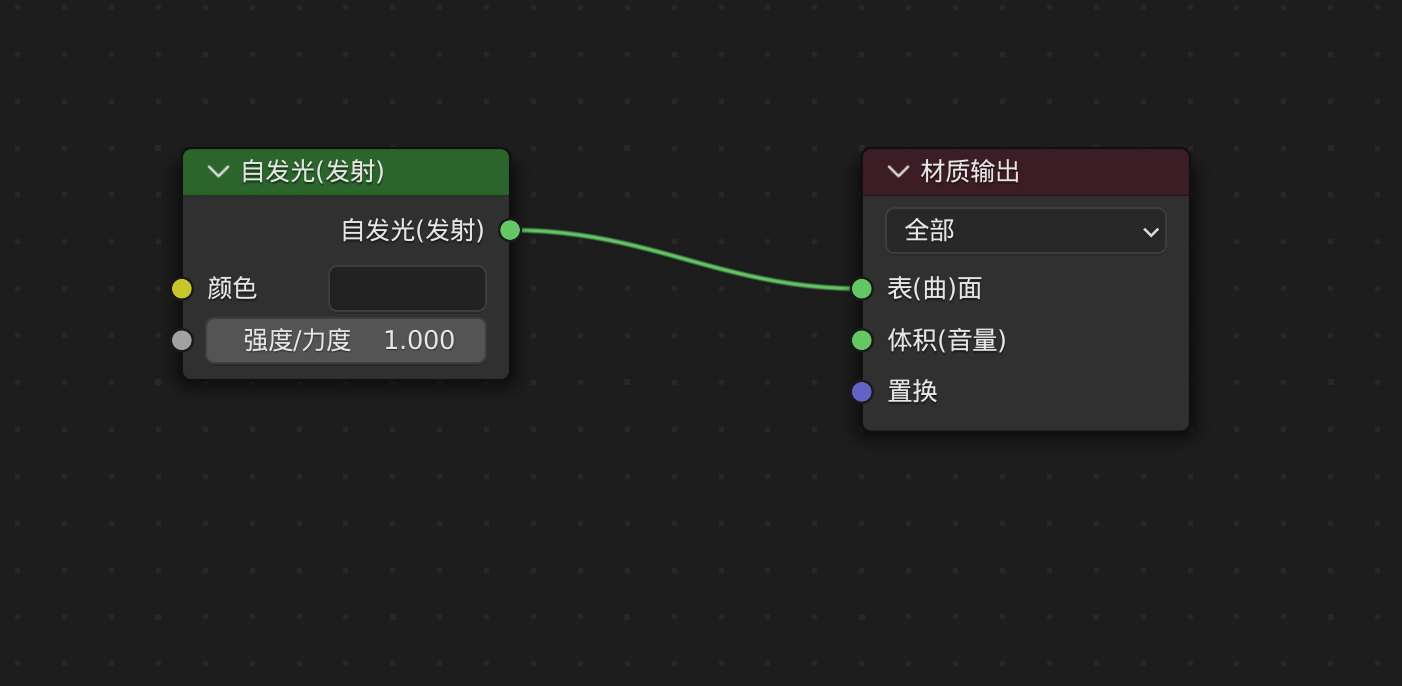 自发光(发射)
自发光(发射)
颜色
强度/力度 1.000
材质输出
全部
表(曲)面
体积(音量)
置换